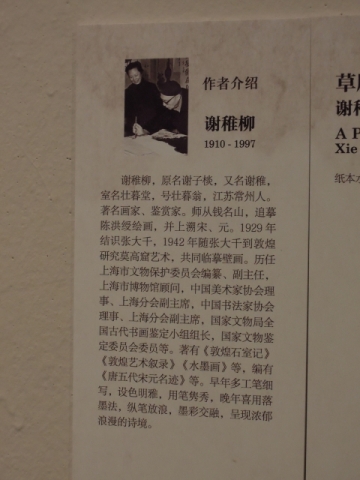 作者介绍
谢稚柳
1910 - 1997
谢稚柳，原名谢子棪，又名谢稚，
室名壮暮堂，号壮暮翁，江苏常州人。
著名画家、鉴赏家。师从钱名山，追摹
陈洪绶绘画，并上溯宋、元。1929 年
结识张大千，1942 年随张大千到敦煌
研究莫高窟艺术，共同临摹壁画。历任
上海市文物保护委员会编纂、副主任，
上海市博物馆顾问，中国美术家协会理
事、上海分会副主席，中国书法家协会
理事、上海分会副主席，国家文物局全
国古代书画鉴定小组组长，国家文物鉴
定委员会委员等。著有《敦煌石室记》
《敦煌艺术叙录》《水墨画》等，编有
《唐五代宋元名迹》等。早年多工笔细
写，设色明雅，用笔隽秀，晚年喜用落
墨法，纵笔放浪，墨彩交融，呈现浓郁
浪漫的诗境。
草
谢稚
A P
Xie
纸本水